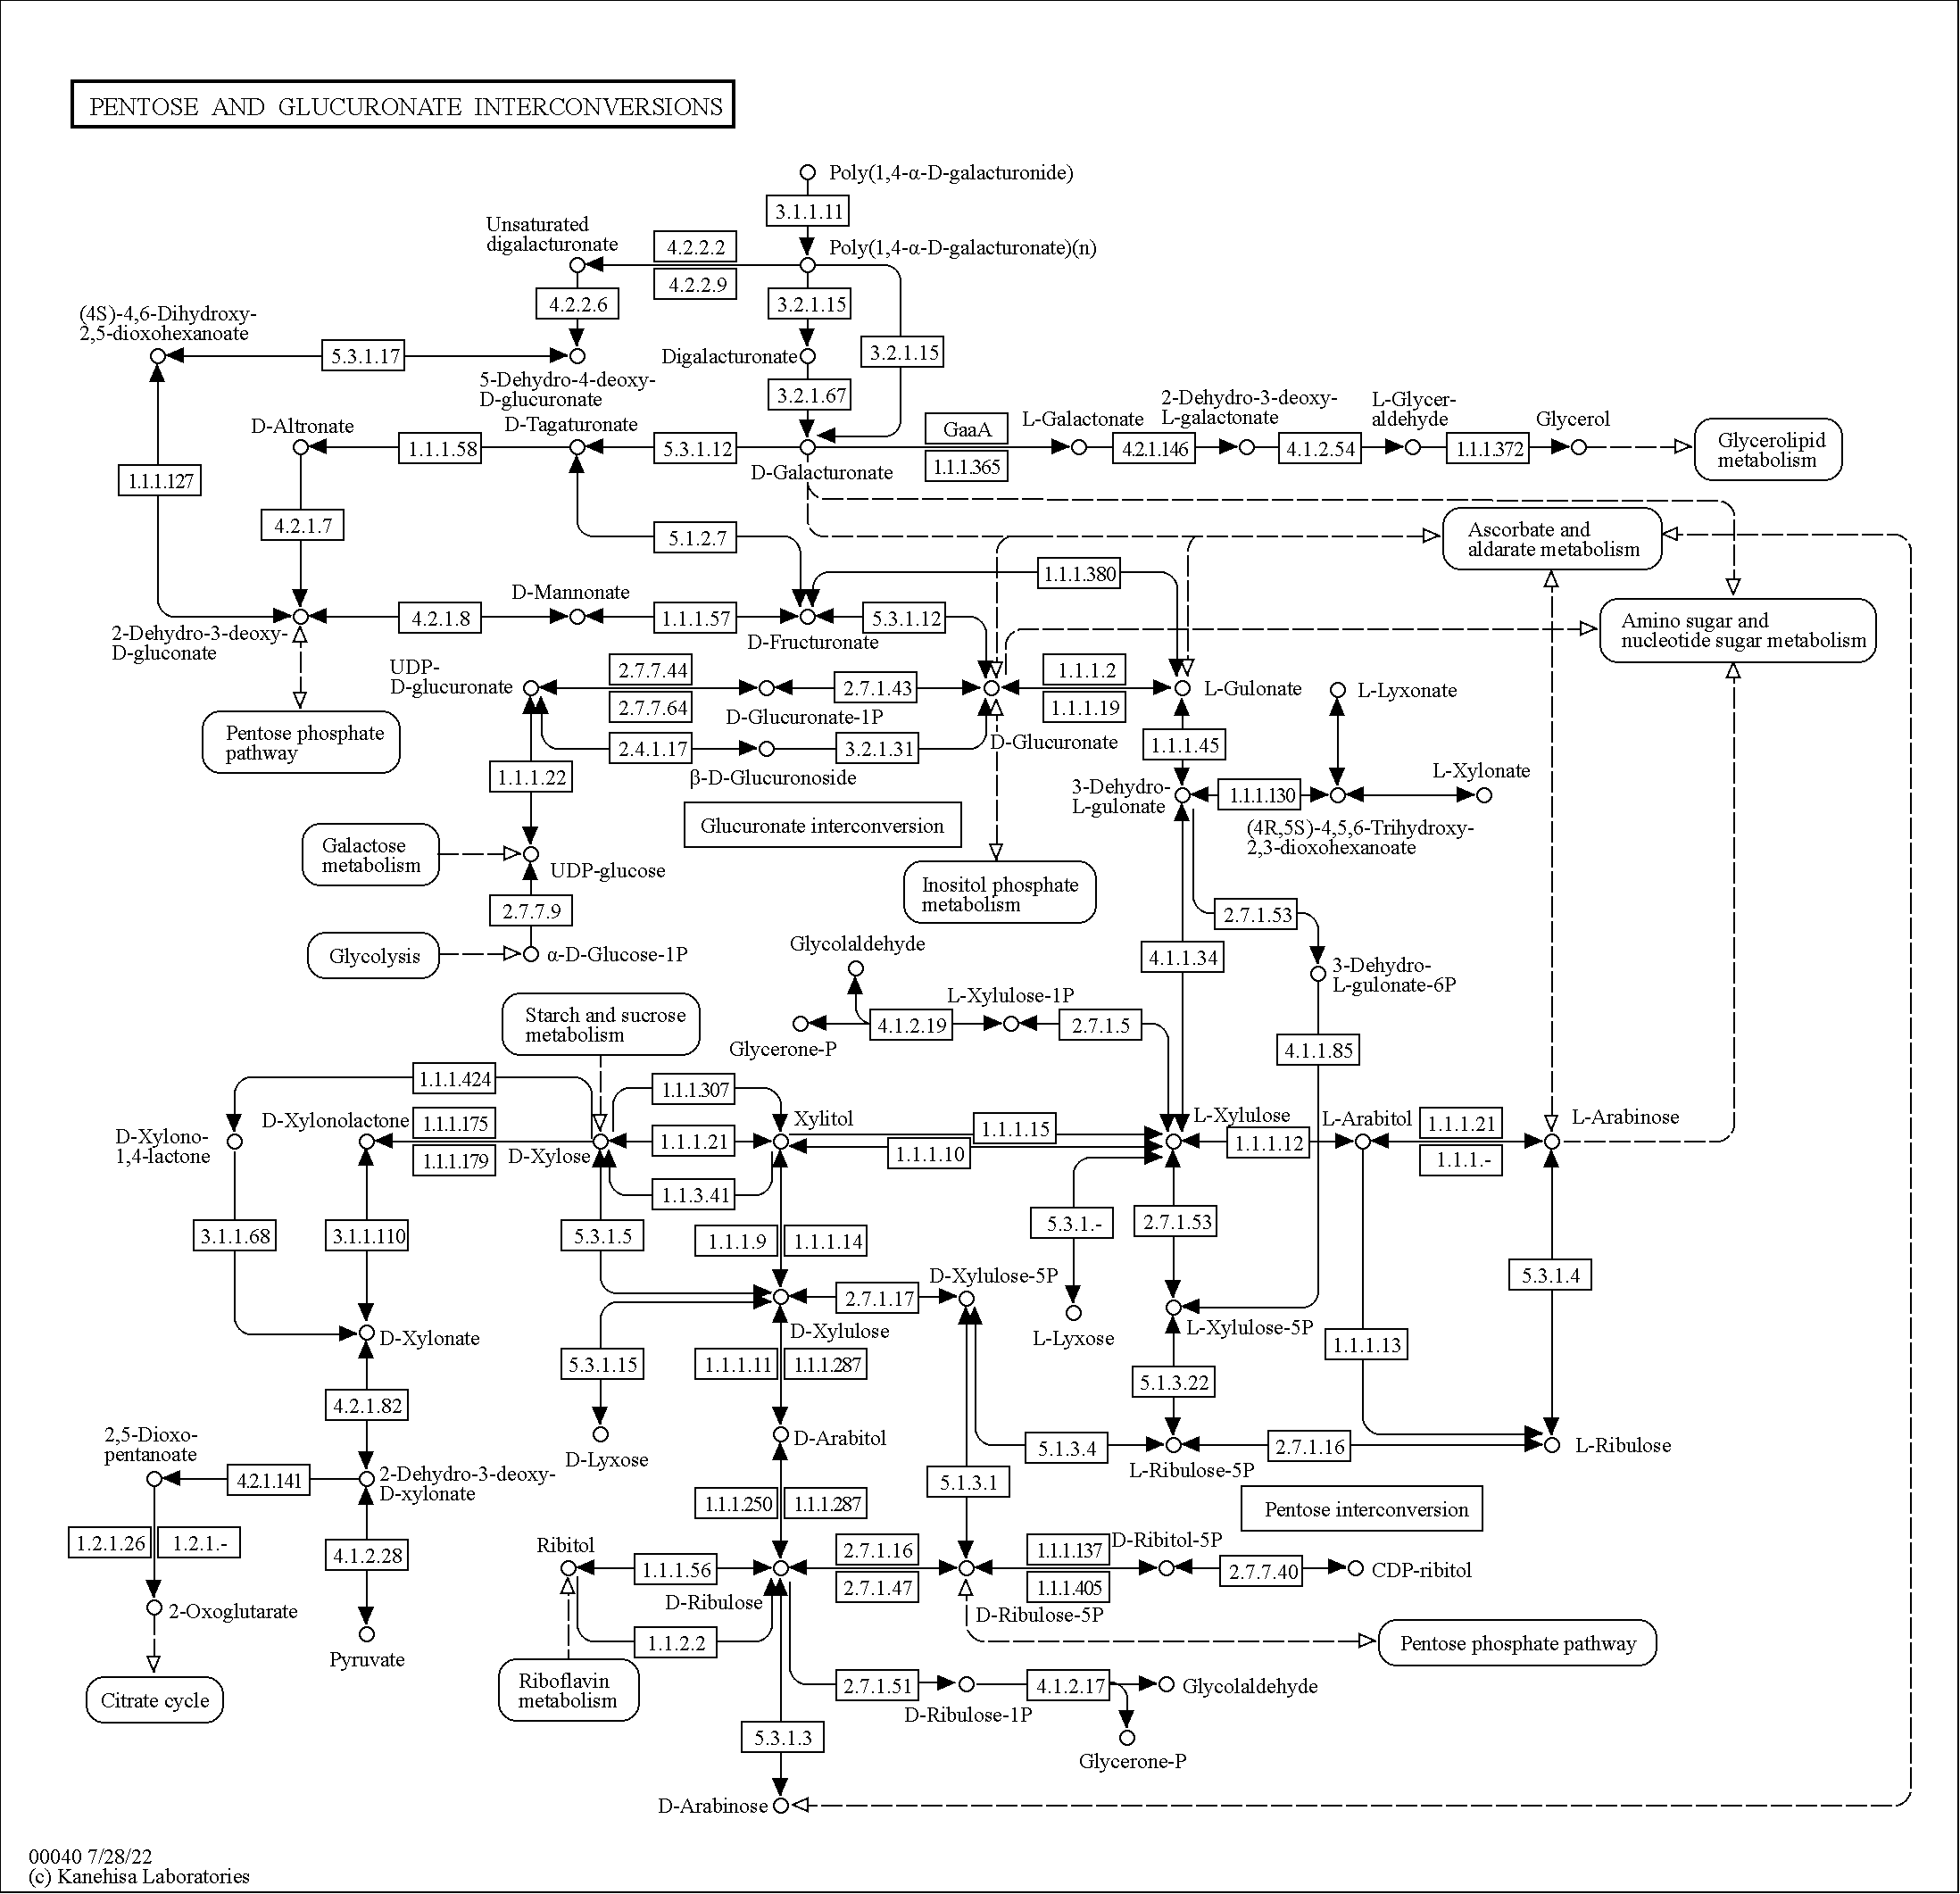 PENTOSE AND GLUCURONATE INTERCONVERSIONS
Poly(1,4-α-D-galacturonide)
3.1.1.11
Unsaturated
digalacturonate
4.2.2.2
Poly(1,4-α-D-galacturonate)(n)
4.2.2.9
4.2.2.6
3.2.1.15
(4S)-4,6-Dihydroxy-
2,5-dioxohexanoate
5.3.1.17
Digalacturonate
3.2.1.15
5-Dehydro-4-deoxy-
D-glucuronate
3.2.1.67
2-Dehydro-3-deoxy-
L-galactonate
L-Glycer-
aldehyde
D-Altronate
D-Tagaturonate
GaaA
L-Galactonate
Glycerol
1.1.1.58
5.3.1.12
4.2.1.146
4.1.2.54
1.1.1.372
Glycerolipid
metabolism
D-Galacturonate
1.1.1.365
1.1.1.127
4.2.1.7
5.1.2.7
Ascorbate and
aldarate metabolism
1.1.1.380
D-Mannonate
4.2.1.8
1.1.1.57
5.3.1.12
Amino sugar and
nucleotide sugar metabolism
2-Dehydro-3-deoxy-
D-gluconate
D-Fructuronate
UDP-
D-glucuronate
2.7.7.44
2.7.1.43
1.1.1.2
L-Gulonate
L-Lyxonate
2.7.7.64
D-Glucuronate-1P
1.1.1.19
Pentose phosphate
pathway
2.4.1.17
3.2.1.31
D-Glucuronate
1.1.1.45
β-D-Glucuronoside
1.1.1.22
L-Xylonate
3-Dehydro-
L-gulonate
1.1.1.130
Glucuronate interconversion
(4R,5S)-4,5,6-Trihydroxy-
2,3-dioxohexanoate
Galactose
metabolism
UDP-glucose
Inositol phosphate
metabolism
2.7.7.9
2.7.1.53
Glycolysis
α-D-Glucose-1P
Glycolaldehyde
4.1.1.34
3-Dehydro-
L-gulonate-6P
Starch and sucrose
metabolism
L-Xylulose-1P
4.1.2.19
2.7.1.5
Glycerone-P
4.1.1.85
1.1.1.424
1.1.1.307
D-Xylonolactone
1.1.1.175
Xylitol
L-Xylulose
L-Arabitol
1.1.1.21
L-Arabinose
D-Xylono-
1,4-lactone
1.1.1.179
D-Xylose
1.1.1.21
1.1.1.15
1.1.1.10
1.1.1.12
1.1.1.-
1.1.3.41
3.1.1.68
3.1.1.110
5.3.1.5
1.1.1.9
1.1.1.14
5.3.1.-
2.7.1.53
5.3.1.4
D-Xylulose-5P
2.7.1.17
D-Xylonate
D-Xylulose
L-Lyxose
L-Xylulose-5P
5.3.1.15
1.1.1.11
1.1.1.287
1.1.1.13
4.2.1.82
5.1.3.22
2,5-Dioxo-
pentanoate
D-Arabitol
D-Lyxose
5.1.3.4
2.7.1.16
L-Ribulose
4.2.1.141
2-Dehydro-3-deoxy-
D-xylonate
L-Ribulose-5P
5.1.3.1
1.1.1.250
1.1.1.287
Pentose interconversion
1.2.1.26
1.2.1.-
4.1.2.28
Ribitol
1.1.1.56
2.7.1.16
1.1.1.137
D-Ribitol-5P
2.7.7.40
CDP-ribitol
2.7.1.47
1.1.1.405
D-Ribulose
D-Ribulose-5P
2-Oxoglutarate
1.1.2.2
Pentose phosphate pathway
Pyruvate
Citrate cycle
Riboflavin
metabolism
2.7.1.51
4.1.2.17
Glycolaldehyde
D-Ribulose-1P
5.3.1.3
Glycerone-P
D-Arabinose
00040 7/28/22
(c) Kanehisa Laboratories